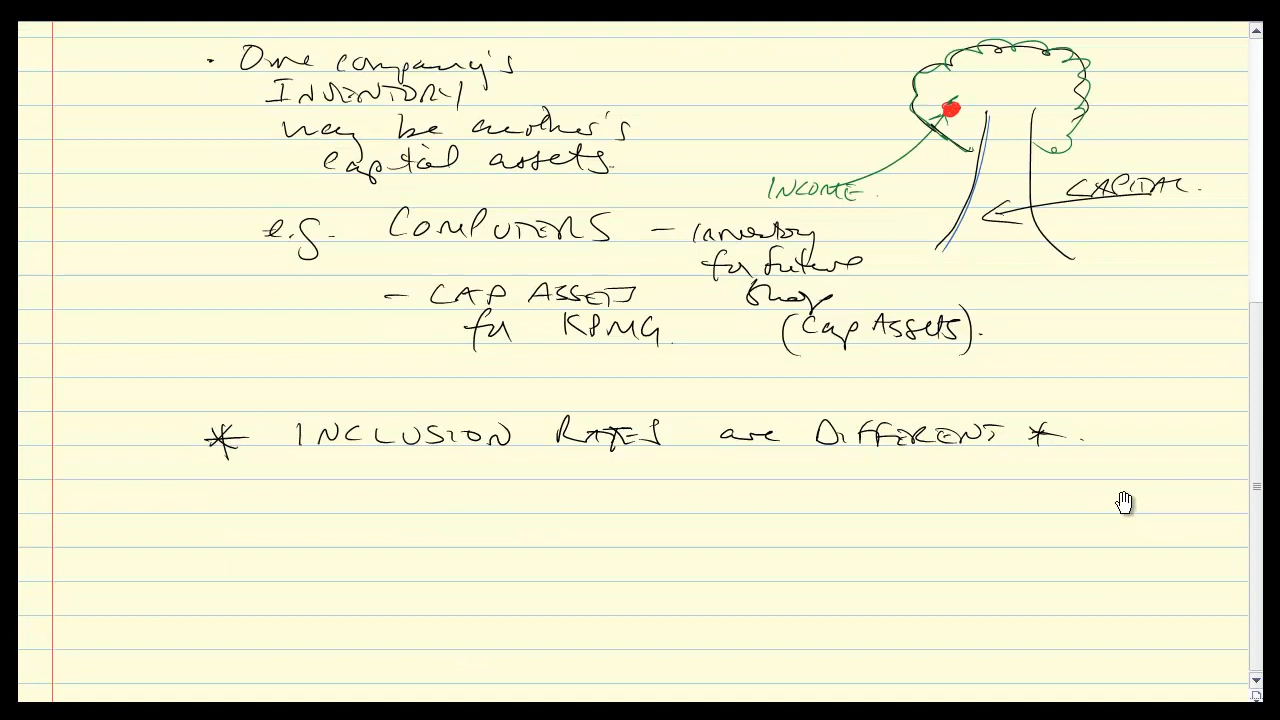 · One company's
INVENTORY
may be another's
capital assets.
INCOME.
CAPITAL.
e.g. COMPUTERS – inventory
for future
shop
– CAP ASSETS
for KPMG. (Cap Assets).
* INCLUSION RATES are DIFFERENT *.